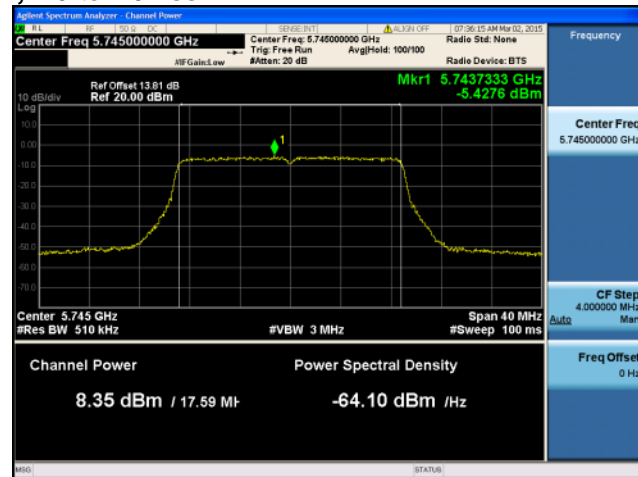 Agilent Spectrum Analyzer - Channel Power
RL RF 50 Ω DC SENSE:INT ALIGN OFF 07:36:15 AM Mar 02, 2015
Center Freq 5.745000000 GHz
Center Freq: 5.745000000 GHz
Radio Std: None
Trig: Free Run Avg|Hold: 100/100
#IFGain:Low #Atten: 20 dB Radio Device: BTS
Ref Offset 13.81 dB
10 dB/div Ref 20.00 dBm
Mkr1 5.7437333 GHz
-5.4276 dBm
Log
10.0
0.00
1
-20.0
-30.0
-40.0
-50.0
-60.0
-70.0
Center 5.745 GHz Span 40 MHz
#Res BW 510 kHz #VBW 3 MHz #Sweep 100 ms
Channel Power Power Spectral Density
8.35 dBm / 17.59 MH -64.10 dBm /Hz
MSG STATUS
Frequency
Center Freq
5.745000000 GHz
CF Step
4.000000 MHz
Auto Man
Freq Offset
0 Hz